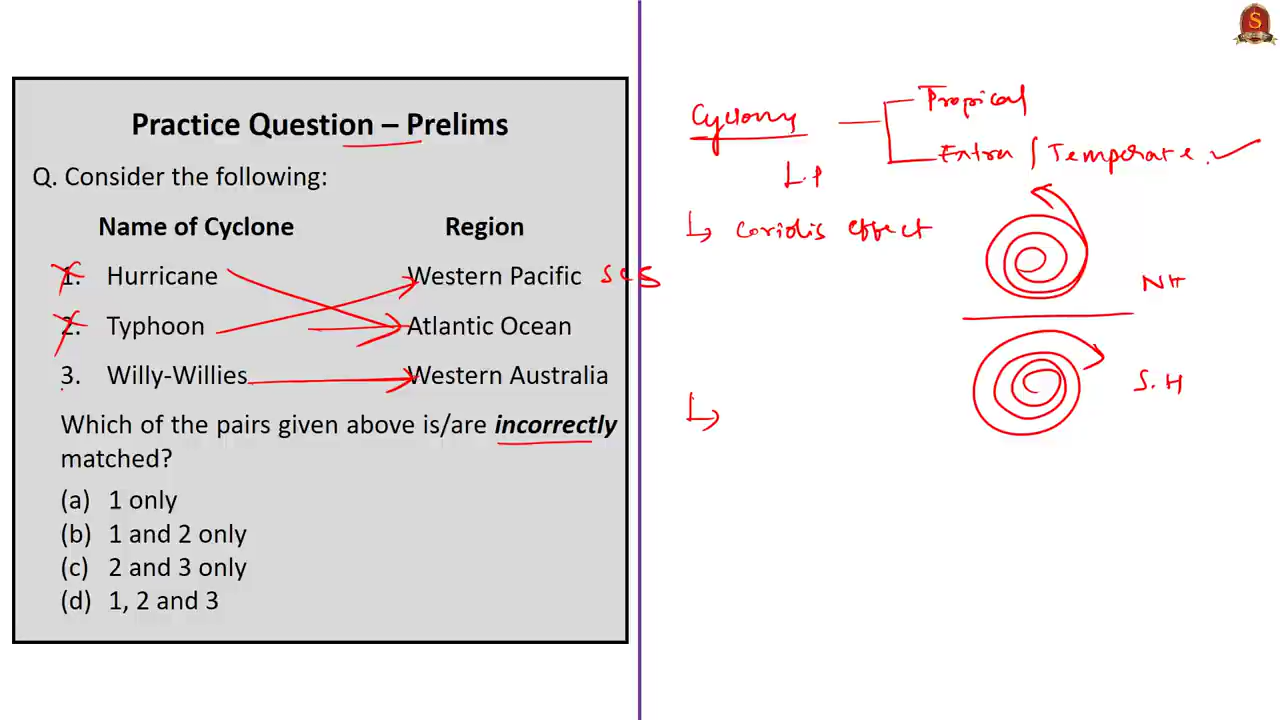 Practice Question – Prelims
Q. Consider the following:
Name of Cyclone Region
1. Hurricane Western Pacific SCS
2. Typhoon Atlantic Ocean
3. Willy-Willies Western Australia
Which of the pairs given above is/are incorrectly
matched?
(a) 1 only
(b) 1 and 2 only
(c) 2 and 3 only
(d) 1, 2 and 3
S
Tropical
Extra / Temperate
L.P
Coriolis effect
NH
S.H